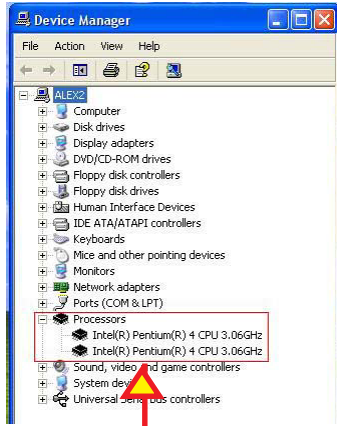 Device Manager
File Action View Help
ALEX2
Computer
Disk drives
Display adapters
DVD/CD-ROM drives
Floppy disk controllers
Floppy disk drives
Human Interface Devices
IDE ATA/ATAPI controllers
Keyboards
Mice and other pointing devices
Monitors
Network adapters
Ports (COM & LPT)
Processors
Intel(R) Pentium(R) 4 CPU 3.06GHz
Intel(R) Pentium(R) 4 CPU 3.06GHz
Sound, video and game controllers
System devices
Universal Serial Bus controllers